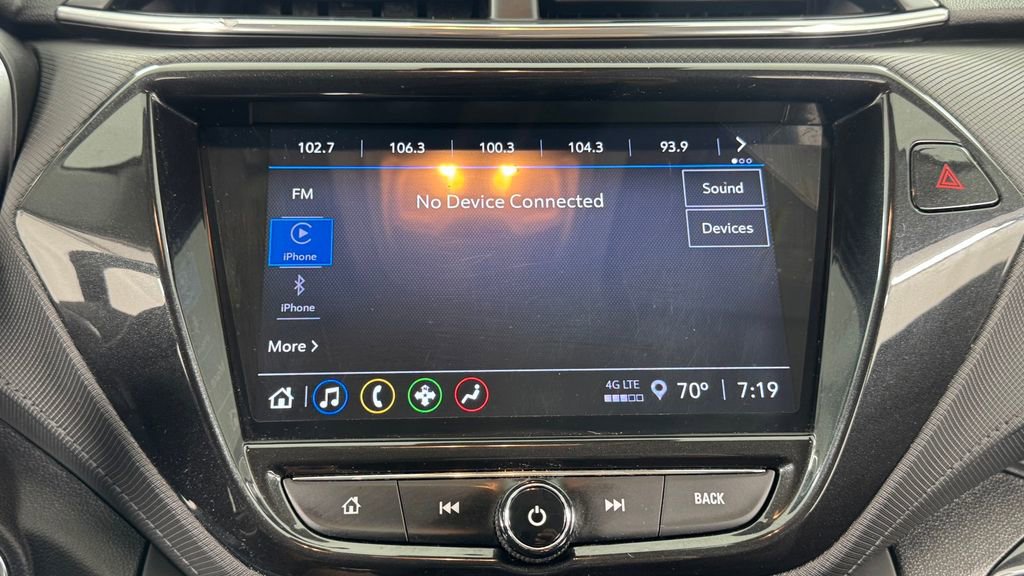 102.7 106.3 100.3 104.3 93.9
FM
No Device Connected
Sound
iPhone
Devices
iPhone
More
4G LTE 70° 7:19
BACK